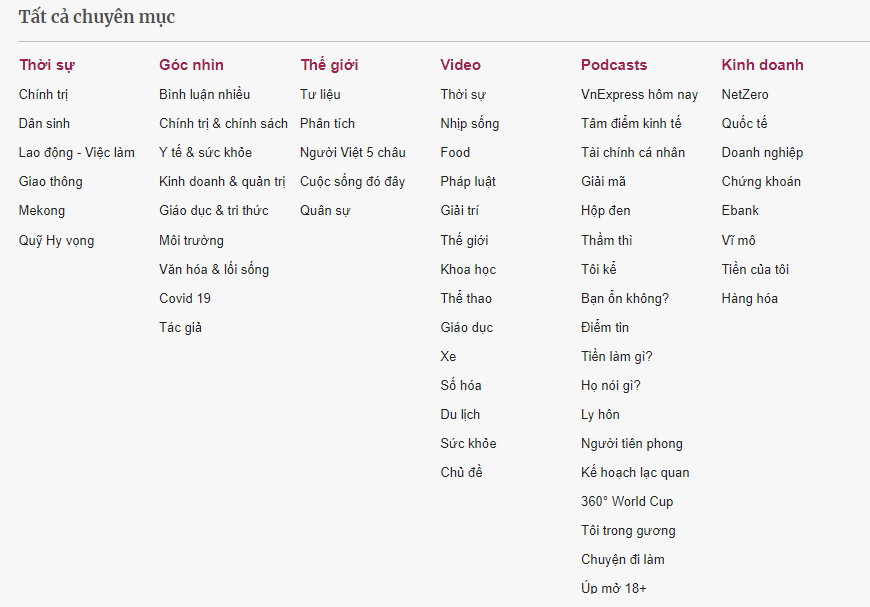 Tất cả chuyên mục
Thời sự
Chính trị
Dân sinh
Lao động - Việc làm
Giao thông
Mekong
Quỹ Hy vọng
Góc nhìn
Bình luận nhiều
Chính trị & chính sách
Y tế & sức khỏe
Kinh doanh & quản trị
Giáo dục & tri thức
Môi trường
Văn hóa & lối sống
Covid 19
Tác giả
Thế giới
Tư liệu
Phân tích
Người Việt 5 châu
Cuộc sống đó đây
Quân sự
Video
Thời sự
Nhịp sống
Food
Pháp luật
Giải trí
Thế giới
Khoa học
Thể thao
Giáo dục
Xe
Số hóa
Du lịch
Sức khỏe
Chủ đề
Podcasts
VnExpress hôm nay
Tâm điểm kinh tế
Tài chính cá nhân
Giải mã
Hộp đen
Thầm thì
Tôi kể
Bạn ổn không?
Điểm tin
Tiền làm gì?
Họ nói gì?
Ly hôn
Người tiên phong
Kế hoạch lạc quan
360° World Cup
Tôi trong gương
Chuyện đi làm
Úp mở 18+
Kinh doanh
NetZero
Quốc tế
Doanh nghiệp
Chứng khoán
Ebank
Vĩ mô
Tiền của tôi
Hàng hóa